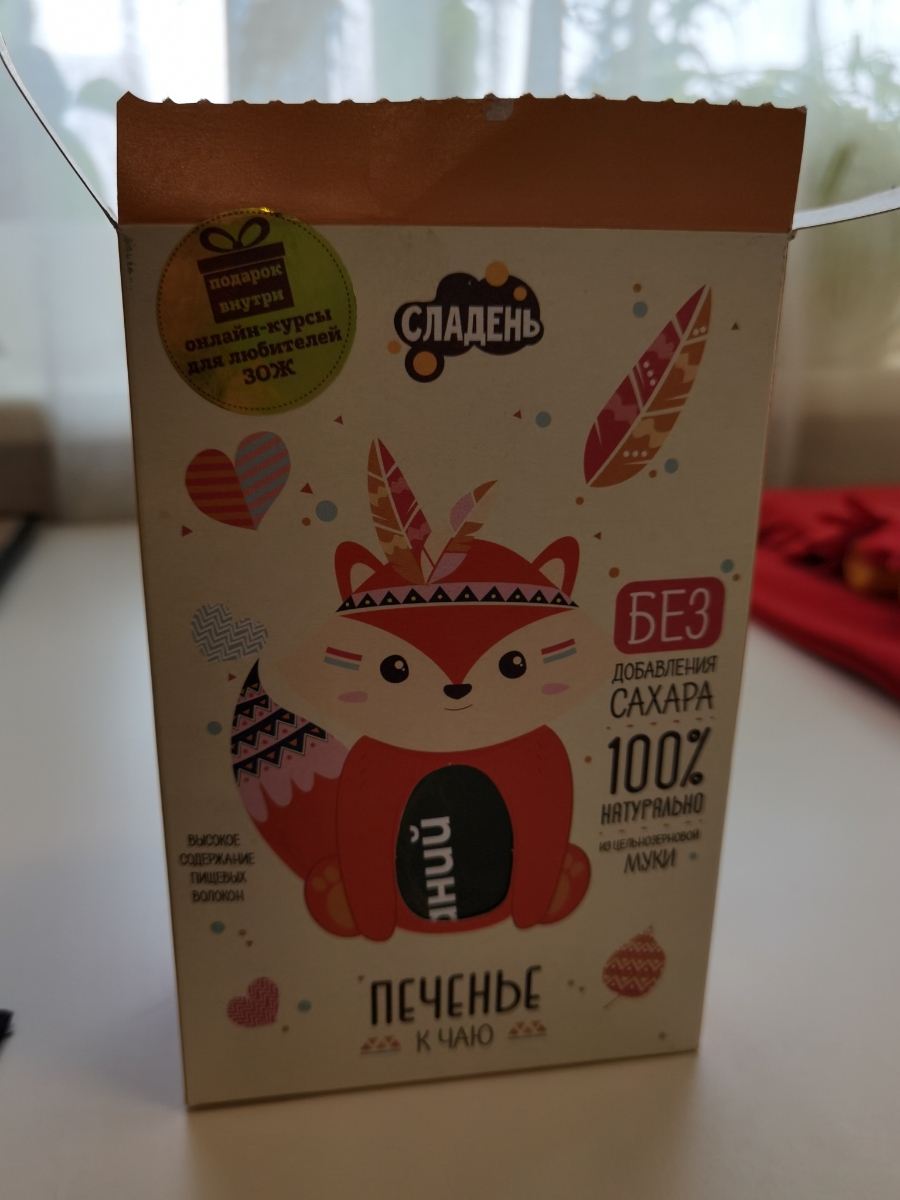 подарок
внутри
онлайн-курсы
для любителей
ЗОЖ
СЛАДЕНЬ
БЕЗ
ДОБАВЛЕНИЯ
САХАРА
100%
НАТУРАЛЬНО
ИЗ ЦЕЛЬНОЗЕРНОВОЙ
МУКИ
ВЫСОКОЕ
СОДЕРЖАНИЕ
ПИЩЕВЫХ
ВОЛОКОН
аний
ПЕЧЕНЬЕ
К ЧАЮ